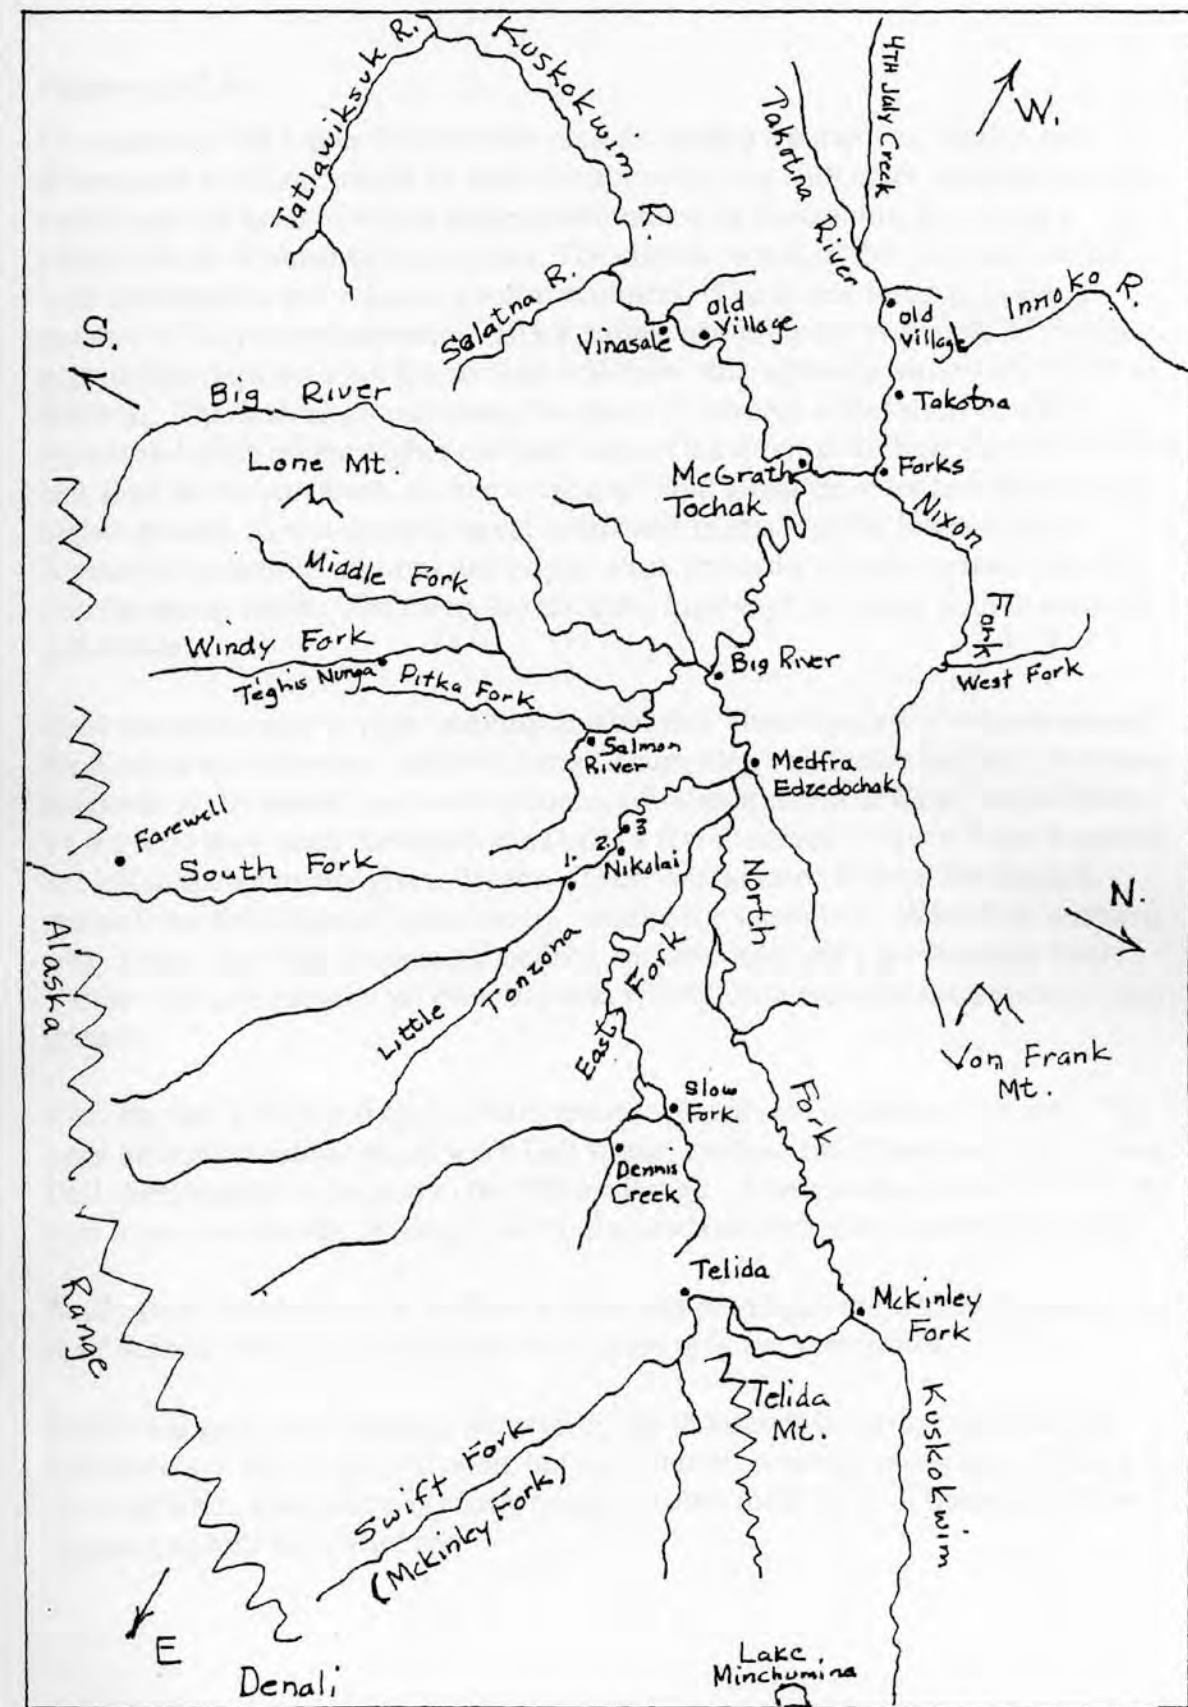 Tatlawiksuk R.
Kuskokwim R.
Takotna River
4TH July Creek
W.
Innoko R.
Selatna R.
Vinasale
Old
Village
Old
Village
Takotna
S.
Big River
Lone Mt.
McGrath
Tochak
Forks
Nixon Fork
Middle Fork
Windy Fork
Téghis Nunga
Pitka Fork
Big River
West Fork
Salmon
River
Medfra
Edzedochak
Farewell
South Fork
1.
2.
3
Nikolai
North Fork
N.
Alaska Range
Little Tonzona
East Fork
Von Frank
Mt.
Slow
Fork
Dennis
Creek
Telida
McKinley
Fork
Telida
Mt.
Kuskokwim
Swift Fork
(McKinley Fork)
E
Denali
Lake
Minchumina